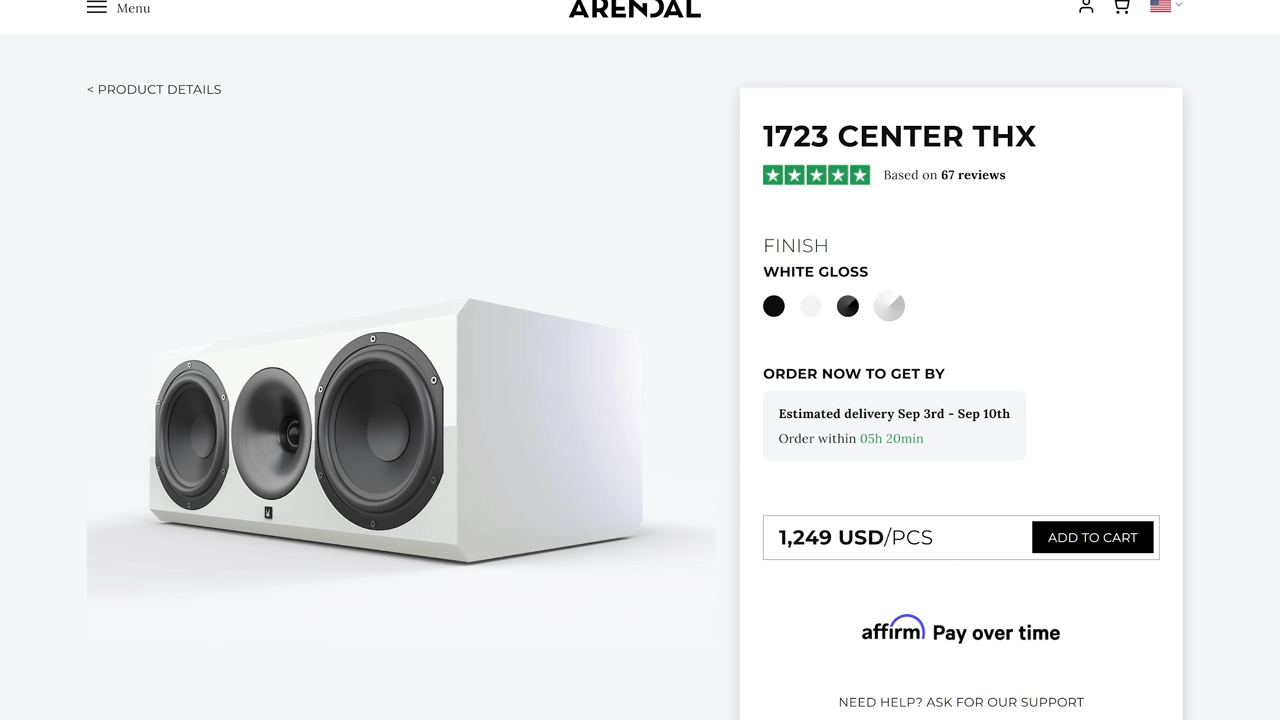 Menu
ARENDAL
< PRODUCT DETAILS
1723 CENTER THX
Based on 67 reviews
FINISH
WHITE GLOSS
ORDER NOW TO GET BY
Estimated delivery Sep 3rd - Sep 10th
Order within 05h 20min
1,249 USD/PCS
ADD TO CART
affirm Pay over time
NEED HELP? ASK FOR OUR SUPPORT